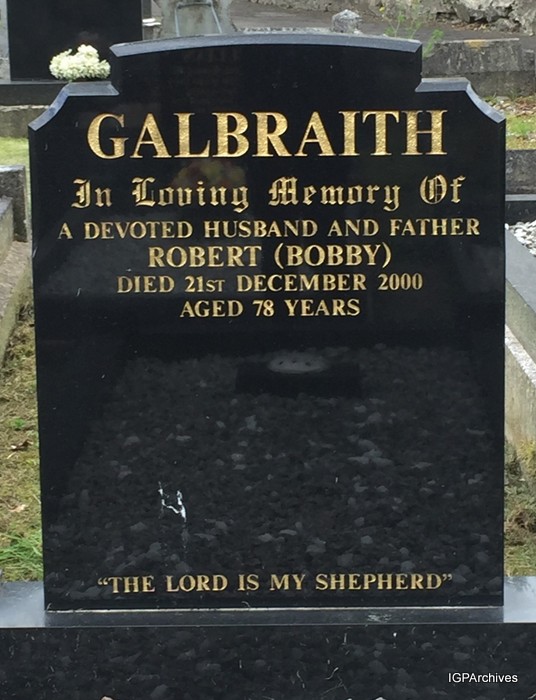 GALBRAITH
In Loving Memory Of
A DEVOTED HUSBAND AND FATHER
ROBERT (BOBBY)
DIED 21ST DECEMBER 2000
AGED 78 YEARS
“THE LORD IS MY SHEPHERD”
IGPArchives